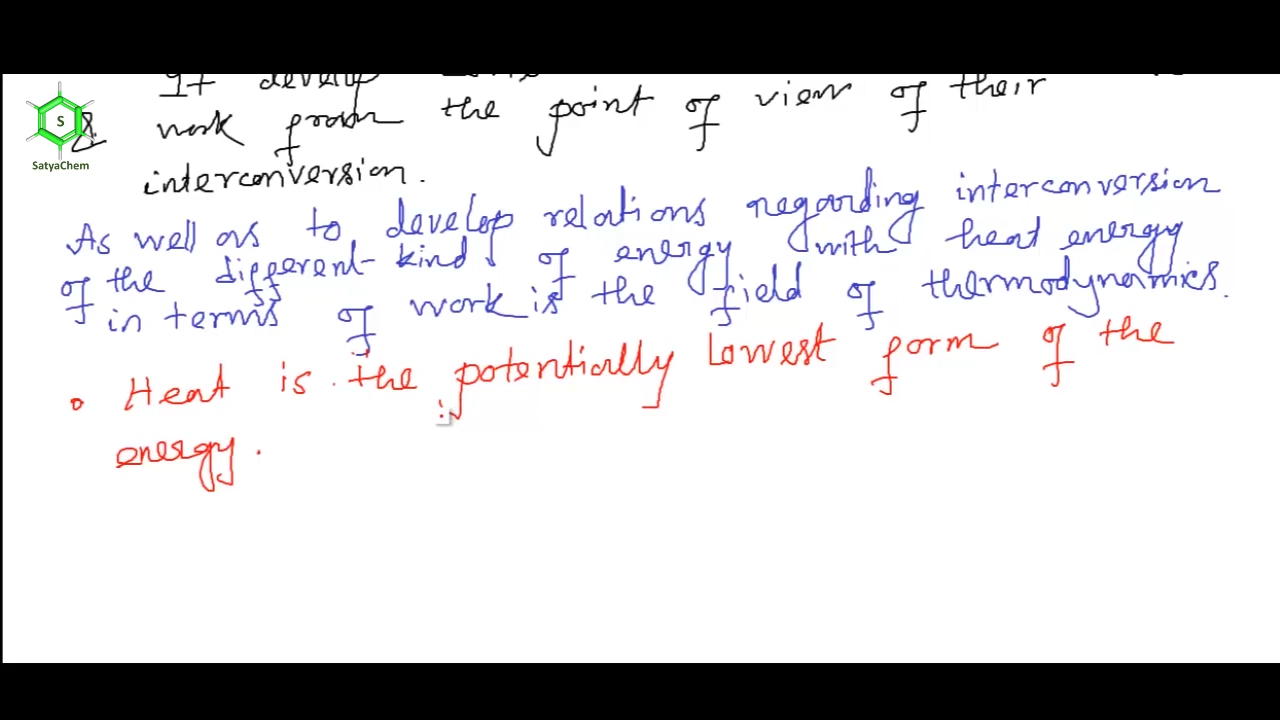 It develop
S
& work from the point of view of their
SatyaChem
interconversion.
As well as to develop relations regarding interconversion
of the different kind of energy with heat energy
in terms of work is the field of thermodynamics.
• Heat is the potentially lowest form of the
energy.